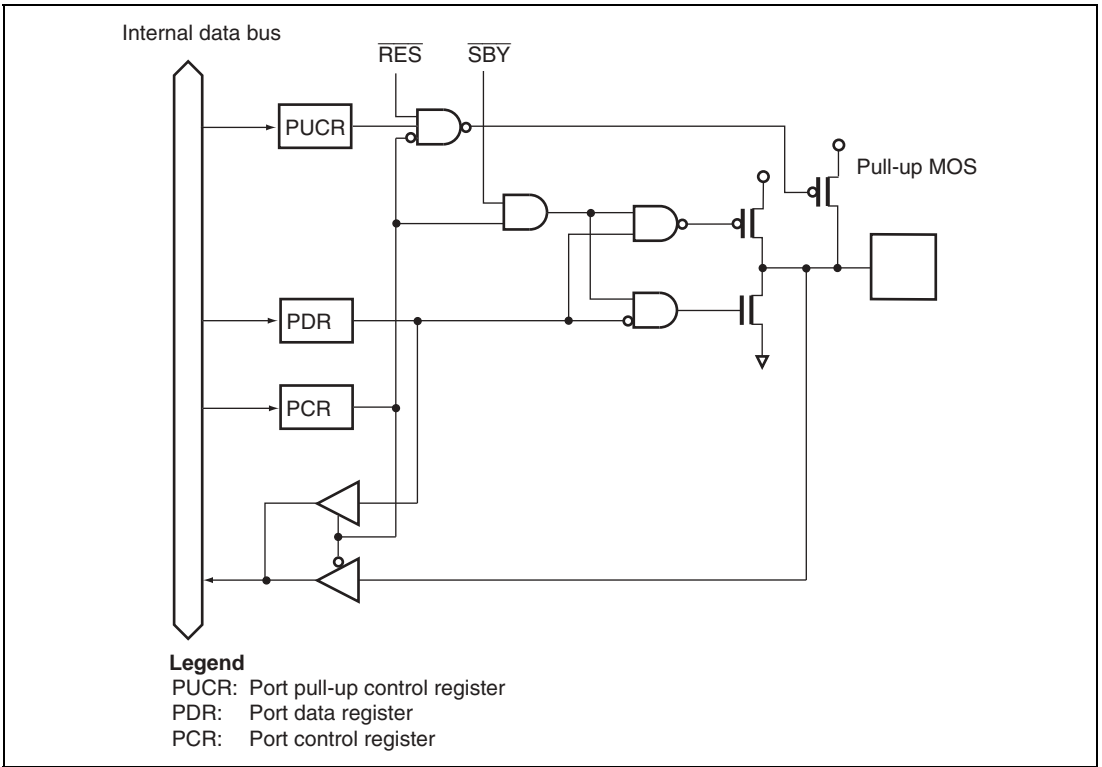 Internal data bus
RES
SBY
PUCR
Pull-up MOS
PDR
PCR
Legend
PUCR: Port pull-up control register
PDR: Port data register
PCR: Port control register